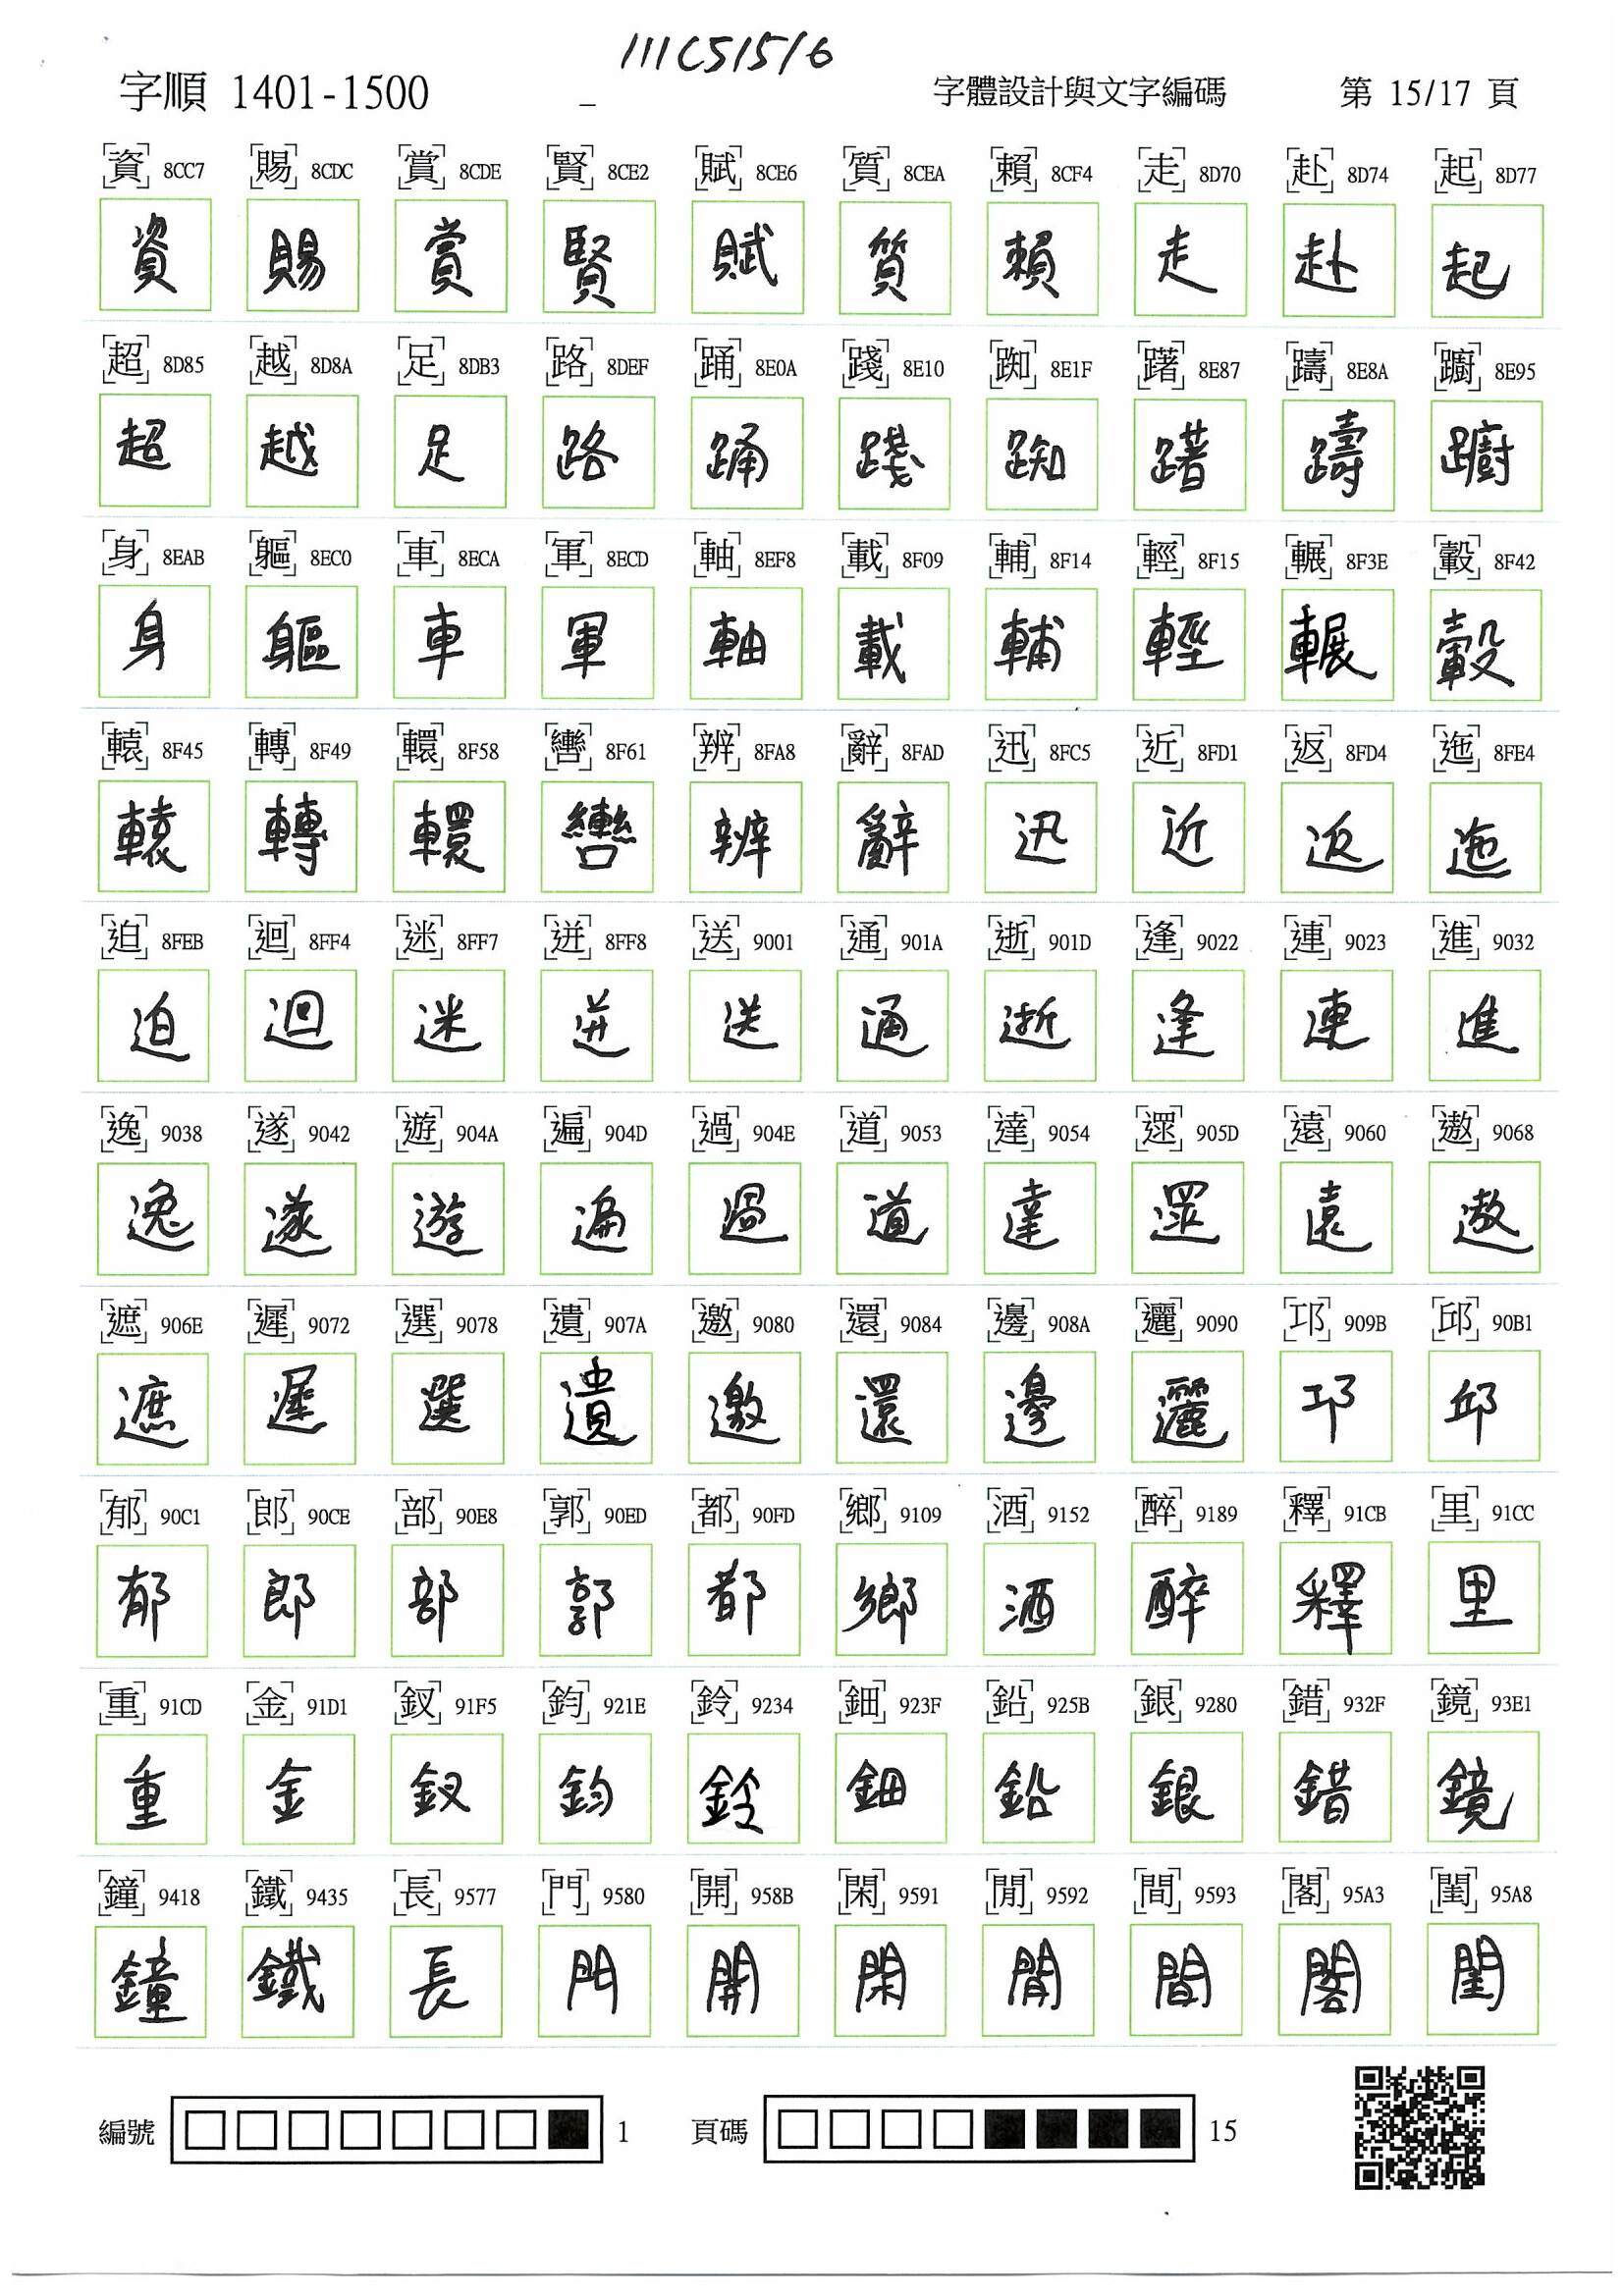 111C51516
字順 1401-1500 _ 字體設計與文字編碼 第 15/17 頁
資 8CC7 賜 8CDC 賞 8CDE 賢 8CE2 賦 8CE6 質 8CEA 賴 8CF4 走 8D70 赴 8D74 起 8D77
資 賜 賞 賢 賦 質 賴 走 赴 起
超 8D85 越 8D8A 足 8DB3 路 8DEF 踊 8E0A 踐 8E10 踟 8E1F 躇 8E87 躊 8E8A 躕 8E95
超 越 足 路 踊 踐 踟 躇 躊 躕
身 8EAB 軀 8EC0 車 8ECA 軍 8ECD 軸 8EF8 載 8F09 輔 8F14 輕 8F15 輾 8F3E 轂 8F42
身 軀 車 軍 軸 載 輔 輕 輾 轂
轅 8F45 轉 8F49 轘 8F58 轡 8F61 辨 8FA8 辭 8FAD 迅 8FC5 近 8FD1 返 8FD4 迤 8FE4
轅 轉 轘 轡 辨 辭 迅 近 返 迤
迫 8FEB 迴 8FF4 迷 8FF7 迸 8FF8 送 9001 通 901A 逝 901D 逢 9022 連 9023 進 9032
迫 迴 迷 迸 送 通 逝 逢 連 進
逸 9038 遂 9042 遊 904A 遍 904D 過 904E 道 9053 達 9054 遝 905D 遠 9060 遨 9068
逸 遂 遊 遍 過 道 達 遝 遠 遨
遮 906E 遲 9072 選 9078 遺 907A 邀 9080 還 9084 邊 908A 邐 9090 邛 909B 邱 90B1
遮 遲 選 遺 邀 還 邊 邐 邛 邱
郁 90C1 郎 90CE 部 90E8 郭 90ED 都 90FD 鄉 9109 酒 9152 醉 9189 釋 91CB 里 91CC
郁 郎 部 郭 都 鄉 酒 醉 釋 里
重 91CD 金 91D1 釵 91F5 鈞 921E 鈴 9234 鈿 923F 鉛 925B 銀 9280 錯 932F 鏡 93E1
重 金 釵 鈞 鈴 鈿 鉛 銀 錯 鏡
鐘 9418 鐵 9435 長 9577 門 9580 開 958B 閑 9591 閒 9592 間 9593 閣 95A3 閨 95A8
鐘 鐵 長 門 開 閑 閒 間 閣 閨
編號 1 頁碼 15